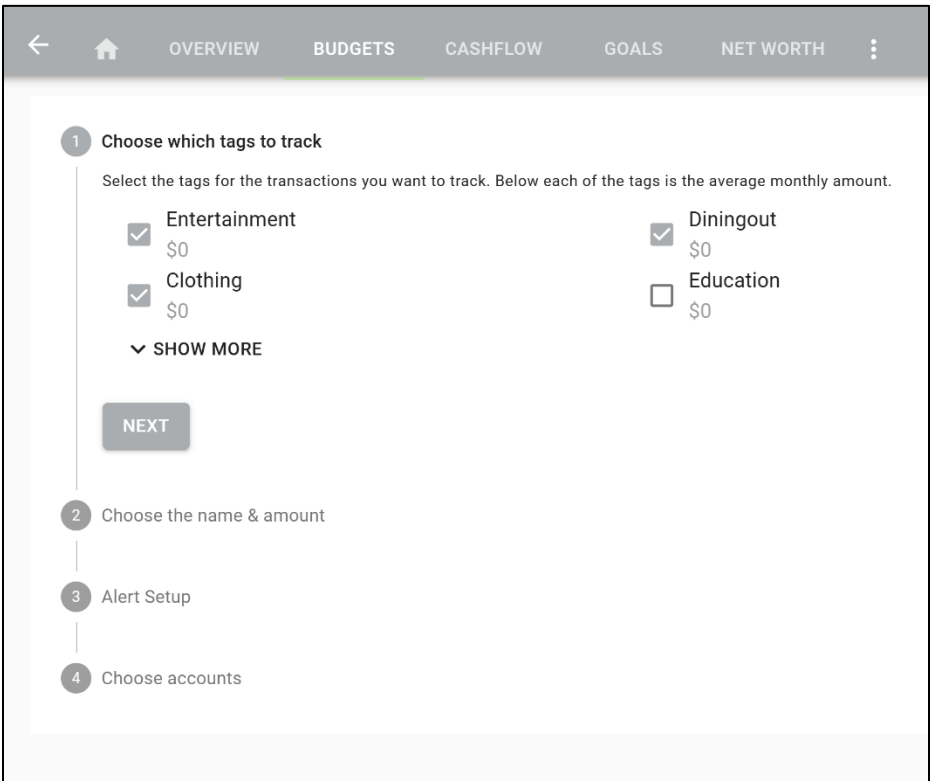 OVERVIEW BUDGETS CASHFLOW GOALS NET WORTH
1 Choose which tags to track
Select the tags for the transactions you want to track. Below each of the tags is the average monthly amount.
Entertainment Diningout
$0 $0
Clothing Education
$0 $0
SHOW MORE
NEXT
2 Choose the name & amount
3 Alert Setup
4 Choose accounts